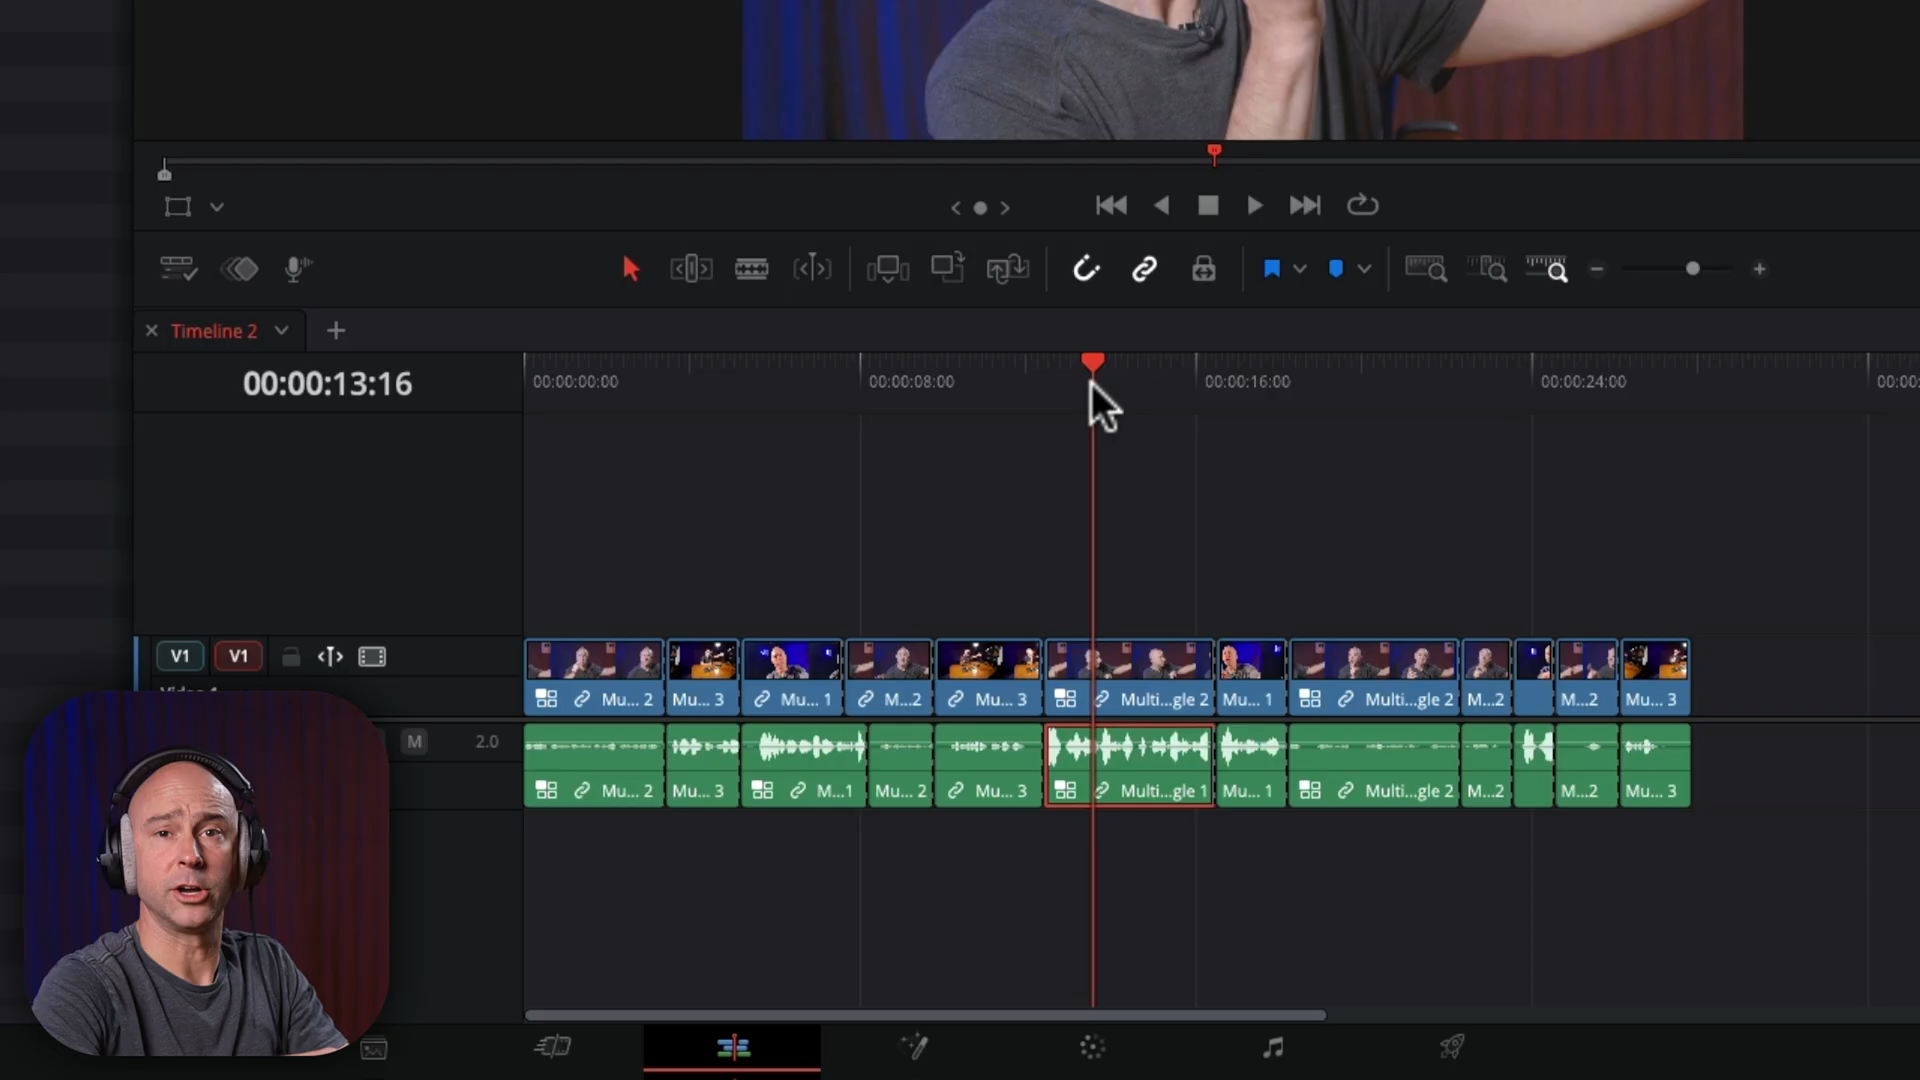 Timeline 2
00:00:13:16
00:00:00:00
00:00:08:00
00:00:16:00
00:00:24:00
00:00:
V1
V1
Video 1
Mu... 2
Mu... 3
Mu... 1
M...2
Mu... 3
Multi...gle 2
Mu... 1
Multi...gle 2
M...2
M...2
Mu... 3
M
2.0
Mu... 2
Mu... 3
M...1
Mu... 2
Mu... 3
Multi...gle 1
Mu... 1
Multi...gle 2
M...2
M...2
Mu... 3